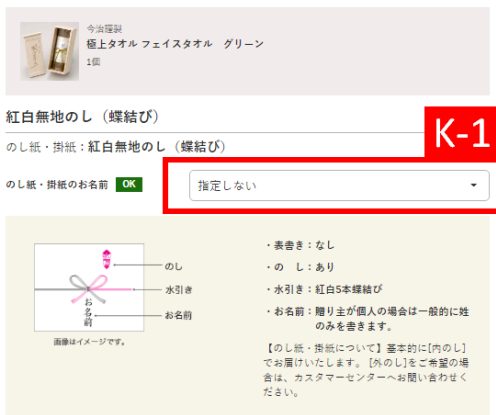 今治謹製
極上タオル フェイスタオル　グリーン
1個
紅白無地のし（蝶結び）
K-1
のし紙・掛紙：紅白無地のし（蝶結び）
のし紙・掛紙のお名前 OK
指定しない
・表書き：なし
のし
・の　し：あり
水引き
・水引き：紅白5本蝶結び
お名前
お名前
・お名前：贈り主が個人の場合は一般的に姓
のみを書きます。
画像はイメージです。
【のし紙・掛紙について】基本的に[内のし]
でお届けいたします。 [外のし]をご希望の場
合は、カスタマーセンターへお問い合わせく
ださい。